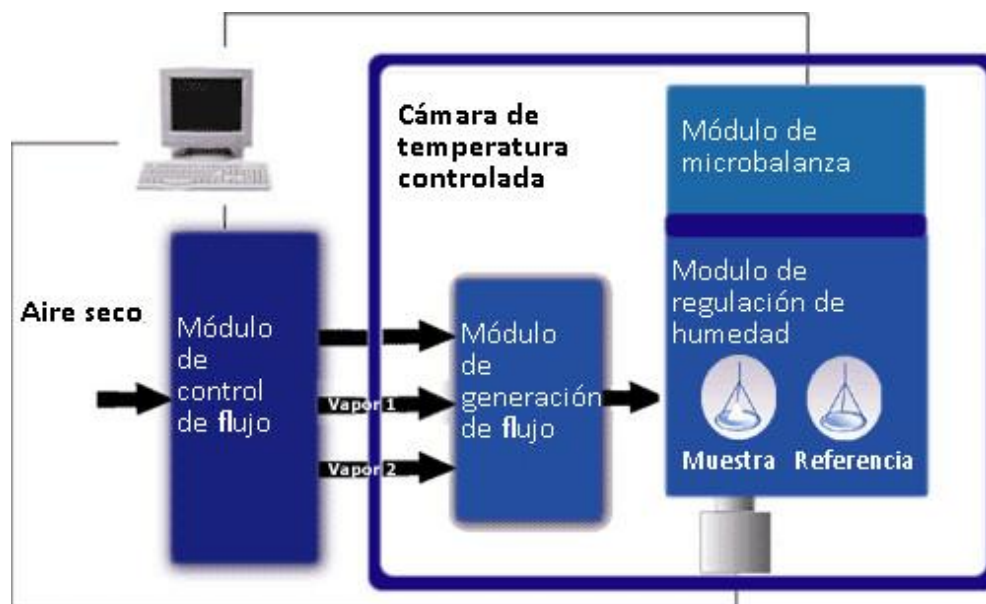 Cámara de
temperatura
controlada
Módulo de
microbalanza
Aire seco
Módulo
de
control
de flujo
Vapor 1
Vapor 2
Módulo
de
generación
de flujo
Modulo de
regulación de
humedad
Muestra
Referencia